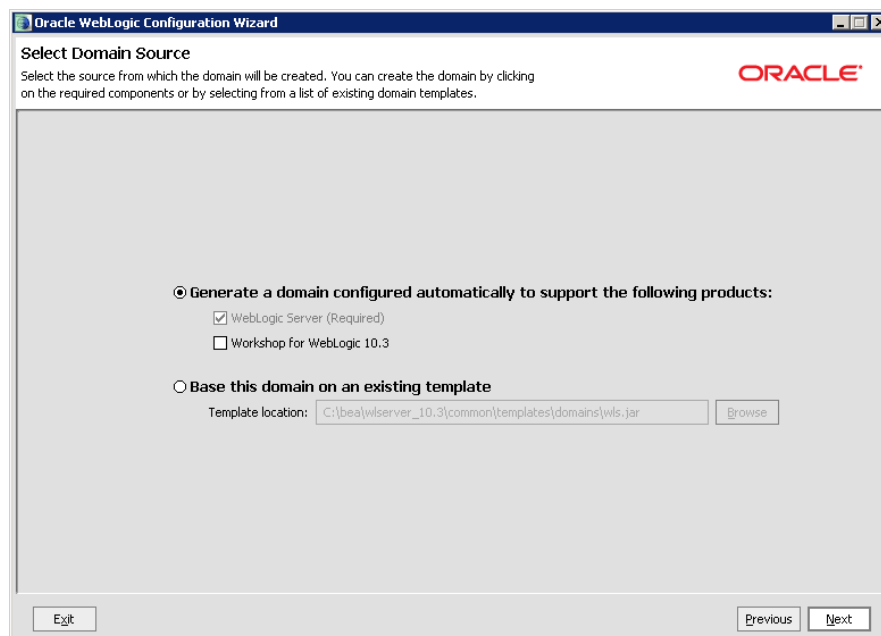 Oracle WebLogic Configuration Wizard
Select Domain Source
Select the source from which the domain will be created. You can create the domain by clicking
on the required components or by selecting from a list of existing domain templates.
ORACLE
Generate a domain configured automatically to support the following products:
WebLogic Server (Required)
Workshop for WebLogic 10.3
Base this domain on an existing template
Template location: C:\bea\wlserver_10.3\common\templates\domains\wls.jar Browse
Exit Previous Next